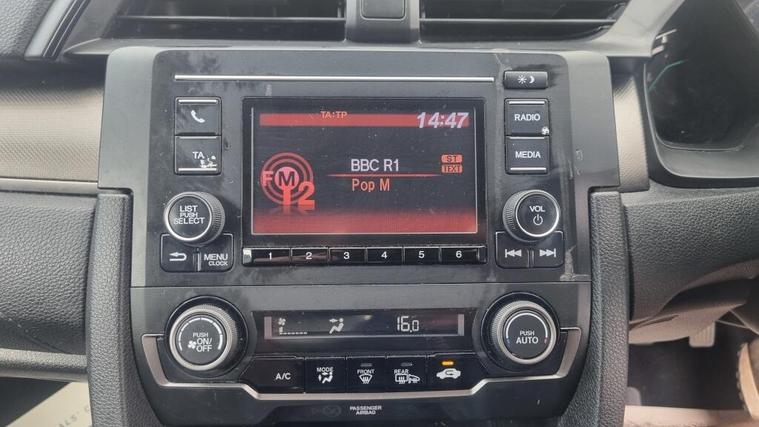 TA:TP
14:47
RADIO
TA
MEDIA
FM
12
BBC R1
ST
TEXT
Pop M
LIST
PUSH
SELECT
VOL
MENU
CLOCK
1 2 3 4 5 6
PUSH
ON/
OFF
16.0
PUSH
AUTO
A/C
MODE
FRONT
REAR
PASSENGER
AIRBAG